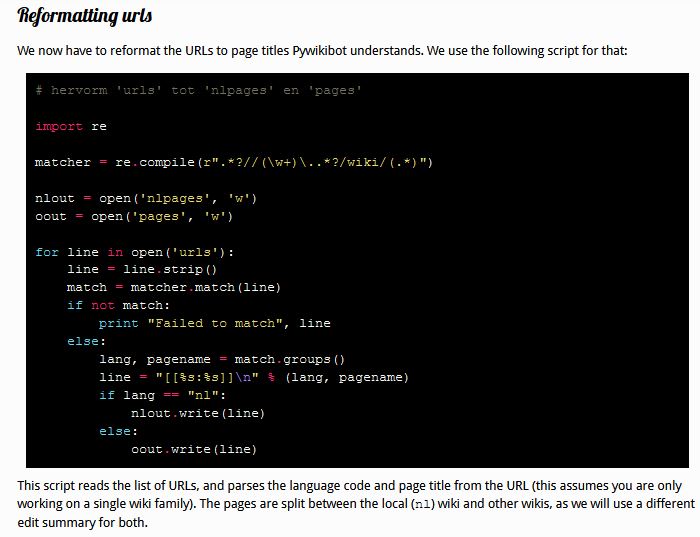 Reformatting urls
We now have to reformat the URLs to page titles Pywikibot understands. We use the following script for that:
# hervorm 'urls' tot 'nlpages' en 'pages'
import re
matcher = re.compile(r".*?//(\w+)\..*?/wiki/(.*)")
nlout = open('nlpages', 'w')
oout = open('pages', 'w')
for line in open('urls'):
    line = line.strip()
    match = matcher.match(line)
    if not match:
        print "Failed to match", line
    else:
        lang, pagename = match.groups()
        line = "[[%s:%s]]\n" % (lang, pagename)
        if lang == "nl":
            nlout.write(line)
        else:
            oout.write(line)
This script reads the list of URLs, and parses the language code and page title from the URL (this assumes you are only
working on a single wiki family). The pages are split between the local (nl) wiki and other wikis, as we will use a different
edit summary for both.